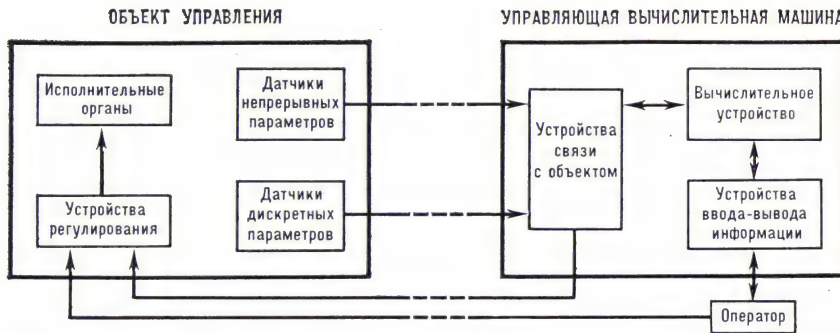 ОБЪЕКТ УПРАВЛЕНИЯ
УПРАВЛЯЮЩАЯ ВЫЧИСЛИТЕЛЬНАЯ МАШИНА
Исполнительные
органы
Датчики
непрерывных
параметров
Устройства
регулирования
Датчики
дискретных
параметров
Устройства
связи
с объектом
Вычислительное
устройство
Устройства
ввода-вывода
информации
Оператор